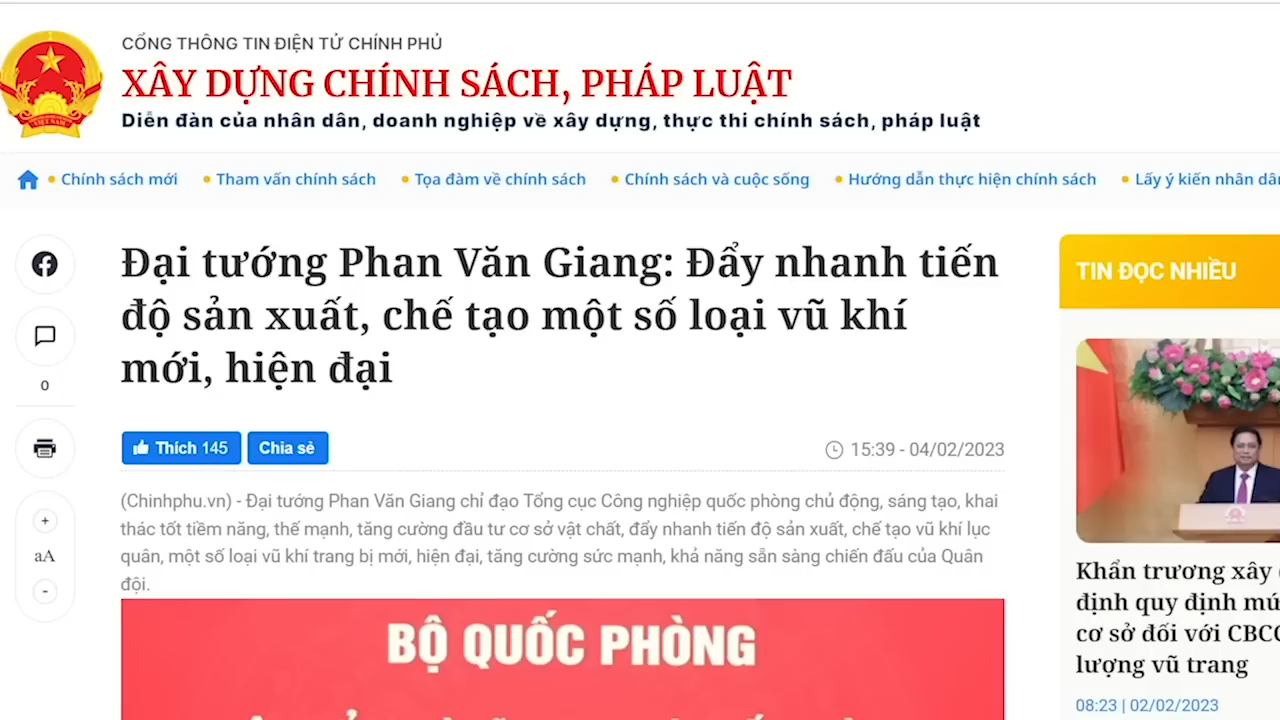 CỔNG THÔNG TIN ĐIỆN TỬ CHÍNH PHỦ
XÂY DỰNG CHÍNH SÁCH, PHÁP LUẬT
Diễn đàn của nhân dân, doanh nghiệp về xây dựng, thực thi chính sách, pháp luật
VIỆT NAM
Chính sách mới
Tham vấn chính sách
Tọa đàm về chính sách
Chính sách và cuộc sống
Hướng dẫn thực hiện chính sách
Lấy ý kiến nhân dân
Đại tướng Phan Văn Giang: Đẩy nhanh tiến
độ sản xuất, chế tạo một số loại vũ khí
mới, hiện đại
0
+
aA
-
Thích 145
Chia sẻ
15:39 - 04/02/2023
(Chinhphu.vn) - Đại tướng Phan Văn Giang chỉ đạo Tổng cục Công nghiệp quốc phòng chủ động, sáng tạo, khai
thác tốt tiềm năng, thế mạnh, tăng cường đầu tư cơ sở vật chất, đẩy nhanh tiến độ sản xuất, chế tạo vũ khí lục
quân, một số loại vũ khí trang bị mới, hiện đại, tăng cường sức mạnh, khả năng sẵn sàng chiến đấu của Quân
đội.
BỘ QUỐC PHÒNG
TIN ĐỌC NHIỀU
Khẩn trương xây
định quy định mứ
cơ sở đối với CBCC
lượng vũ trang
08:23 | 02/02/2023